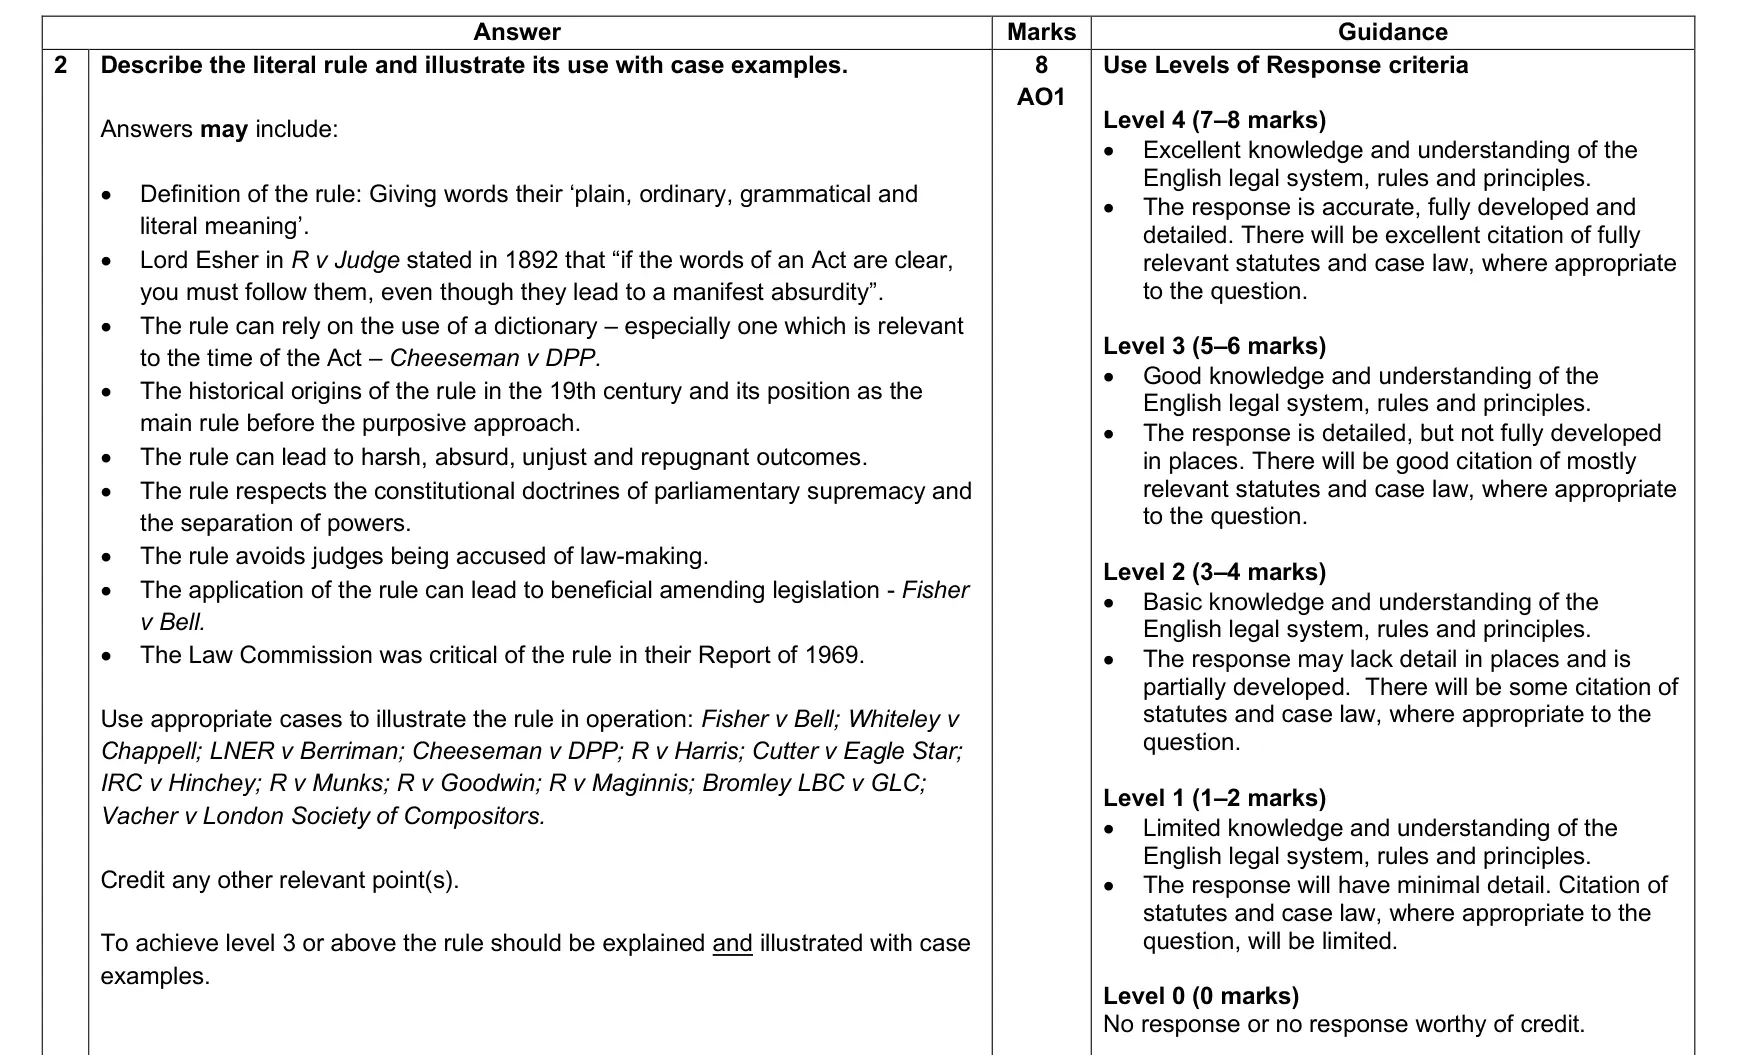 Answer Marks Guidance
2 Describe the literal rule and illustrate its use with case examples.
Answers may include:
• Definition of the rule: Giving words their ‘plain, ordinary, grammatical and
literal meaning’.
• Lord Esher in R v Judge stated in 1892 that “if the words of an Act are clear,
you must follow them, even though they lead to a manifest absurdity”.
• The rule can rely on the use of a dictionary – especially one which is relevant
to the time of the Act – Cheeseman v DPP.
• The historical origins of the rule in the 19th century and its position as the
main rule before the purposive approach.
• The rule can lead to harsh, absurd, unjust and repugnant outcomes.
• The rule respects the constitutional doctrines of parliamentary supremacy and
the separation of powers.
• The rule avoids judges being accused of law-making.
• The application of the rule can lead to beneficial amending legislation - Fisher
v Bell.
• The Law Commission was critical of the rule in their Report of 1969.
Use appropriate cases to illustrate the rule in operation: Fisher v Bell; Whiteley v
Chappell; LNER v Berriman; Cheeseman v DPP; R v Harris; Cutter v Eagle Star;
IRC v Hinchey; R v Munks; R v Goodwin; R v Maginnis; Bromley LBC v GLC;
Vacher v London Society of Compositors.
Credit any other relevant point(s).
To achieve level 3 or above the rule should be explained and illustrated with case
examples.
8
AO1
Use Levels of Response criteria
Level 4 (7–8 marks)
• Excellent knowledge and understanding of the
English legal system, rules and principles.
• The response is accurate, fully developed and
detailed. There will be excellent citation of fully
relevant statutes and case law, where appropriate
to the question.
Level 3 (5–6 marks)
• Good knowledge and understanding of the
English legal system, rules and principles.
• The response is detailed, but not fully developed
in places. There will be good citation of mostly
relevant statutes and case law, where appropriate
to the question.
Level 2 (3–4 marks)
• Basic knowledge and understanding of the
English legal system, rules and principles.
• The response may lack detail in places and is
partially developed. There will be some citation of
statutes and case law, where appropriate to the
question.
Level 1 (1–2 marks)
• Limited knowledge and understanding of the
English legal system, rules and principles.
• The response will have minimal detail. Citation of
statutes and case law, where appropriate to the
question, will be limited.
Level 0 (0 marks)
No response or no response worthy of credit.